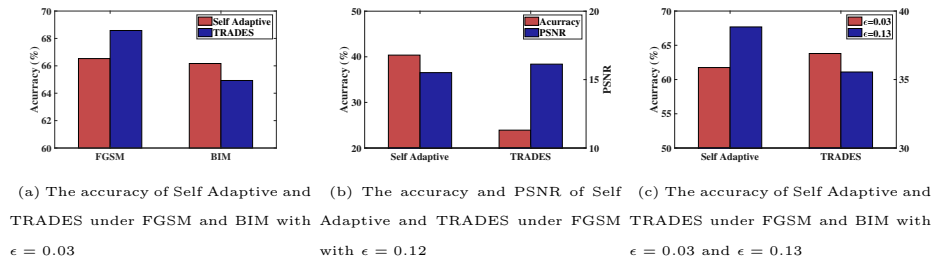 70
68
66
64
62
60
Acurracy (%)
Self Adaptive
TRADES
FGSM
BIM
50
40
30
20
Acurracy (%)
Acurracy
PSNR
20
15
10
PSNR
Self Adaptive
TRADES
70
65
60
55
50
Acurracy (%)
ϵ=0.03
ϵ=0.13
40
35
30
Self Adaptive
TRADES
(a) The accuracy of Self Adaptive and
TRADES under FGSM and BIM with
ϵ = 0.03
(b) The accuracy and PSNR of Self
Adaptive and TRADES under FGSM
with ϵ = 0.12
(c) The accuracy of Self Adaptive and
TRADES under FGSM and BIM with
ϵ = 0.03 and ϵ = 0.13